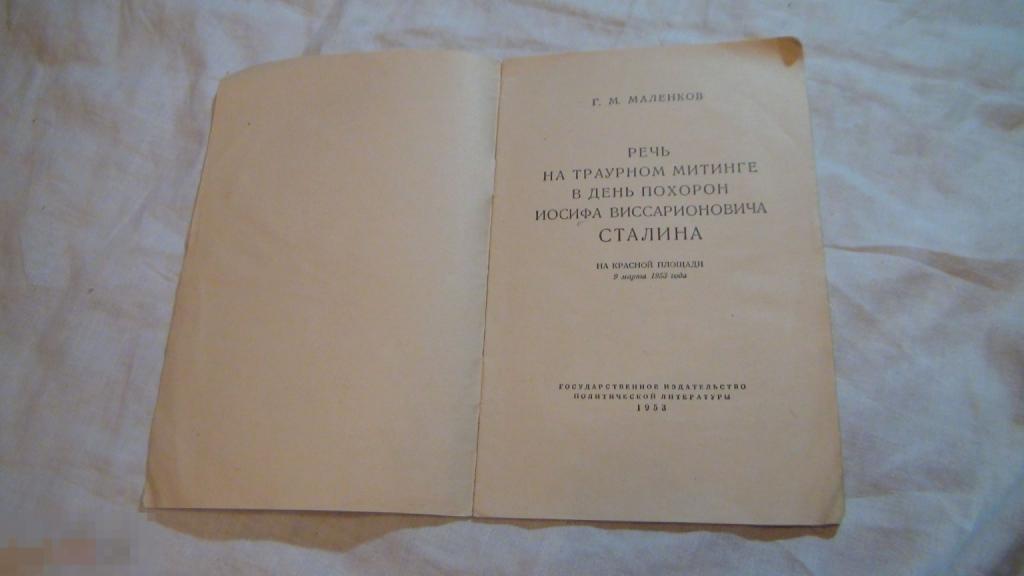 Г. М. МАЛЕНКОВ
РЕЧЬ
НА ТРАУРНОМ МИТИНГЕ
В ДЕНЬ ПОХОРОН
ИОСИФА ВИССАРИОНОВИЧА
СТАЛИНА
НА КРАСНОЙ ПЛОЩАДИ
9 марта 1953 года
ГОСУДАРСТВЕННОЕ ИЗДАТЕЛЬСТВО
ПОЛИТИЧЕСКОЙ ЛИТЕРАТУРЫ
1953